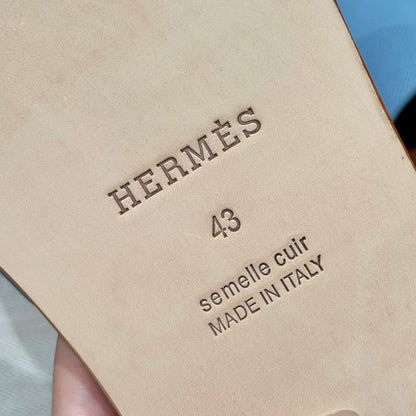 HERMÈS
43
semelle cuir
MADE IN ITALY